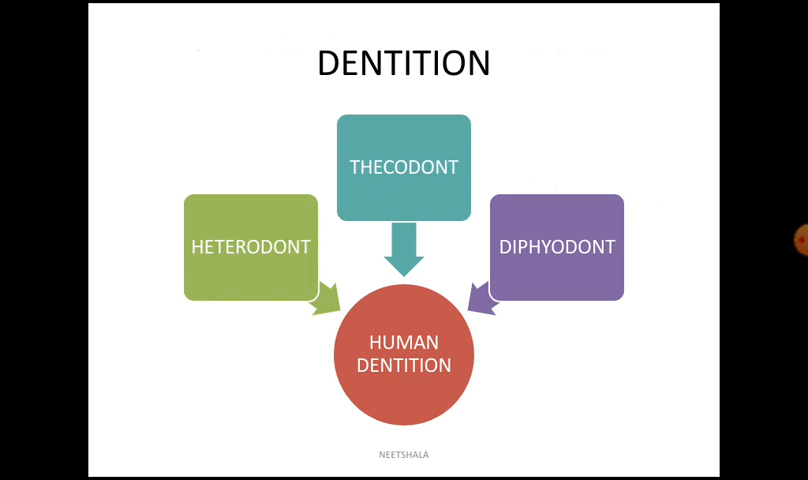 DENTITION
THECODONT
HETERODONT
DIPHYODONT
HUMAN
DENTITION
NEETSHALA